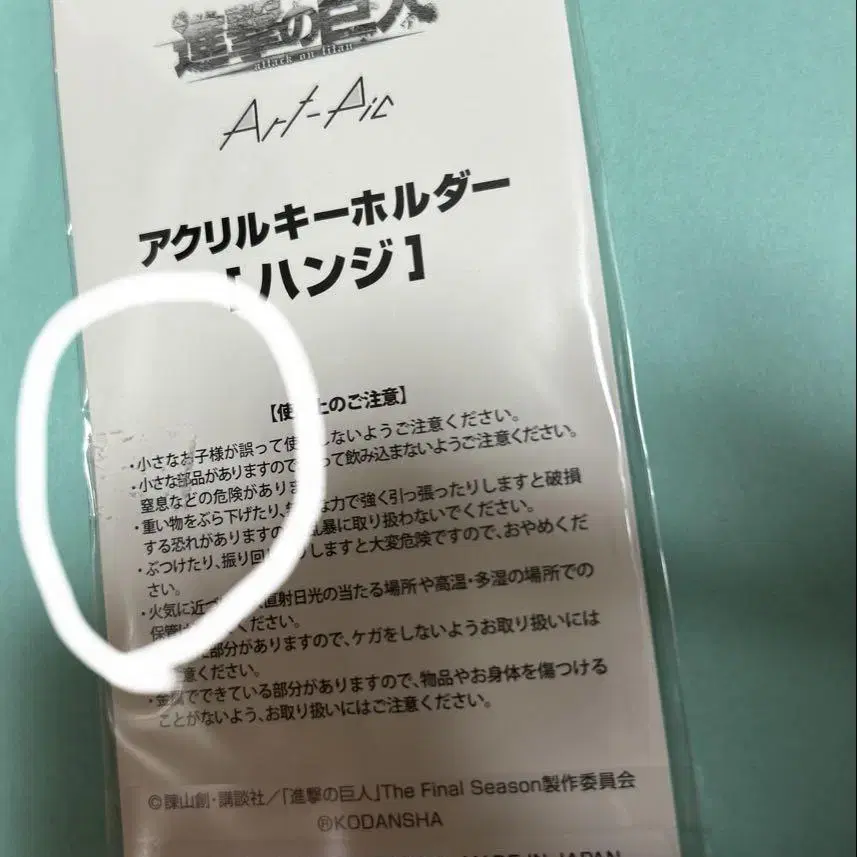 進撃の巨人
attack on titan
Art-Pic
アクリルキーホルダー
[ハンジ]
【使 上のご注意】
・小さなお子様が誤って使 しないようご注意ください。
・小さな部品がありますので って飲み込まないようご注意ください。
窒息などの危険がありま
・重い物をぶら下げたり、 な力で強く引っ張ったりしますと破損
する恐れがありますの 乱暴に取り扱わないでください。
・ぶつけたり、振り回 しますと大変危険ですので、おやめくだ
さい。
・火気に近づ 直射日光の当たる場所や高温・多湿の場所での
保管 ください。
部分がありますので、ケガをしないようお取り扱いには
意ください。
・金属でできている部分がありますので、物品やお身体を傷つける
ことがないよう、お取り扱いにはご注意ください。
©諫山創・講談社/「進撃の巨人」The Final Season製作委員会
®KODANSHA
MADE IN JAPAN